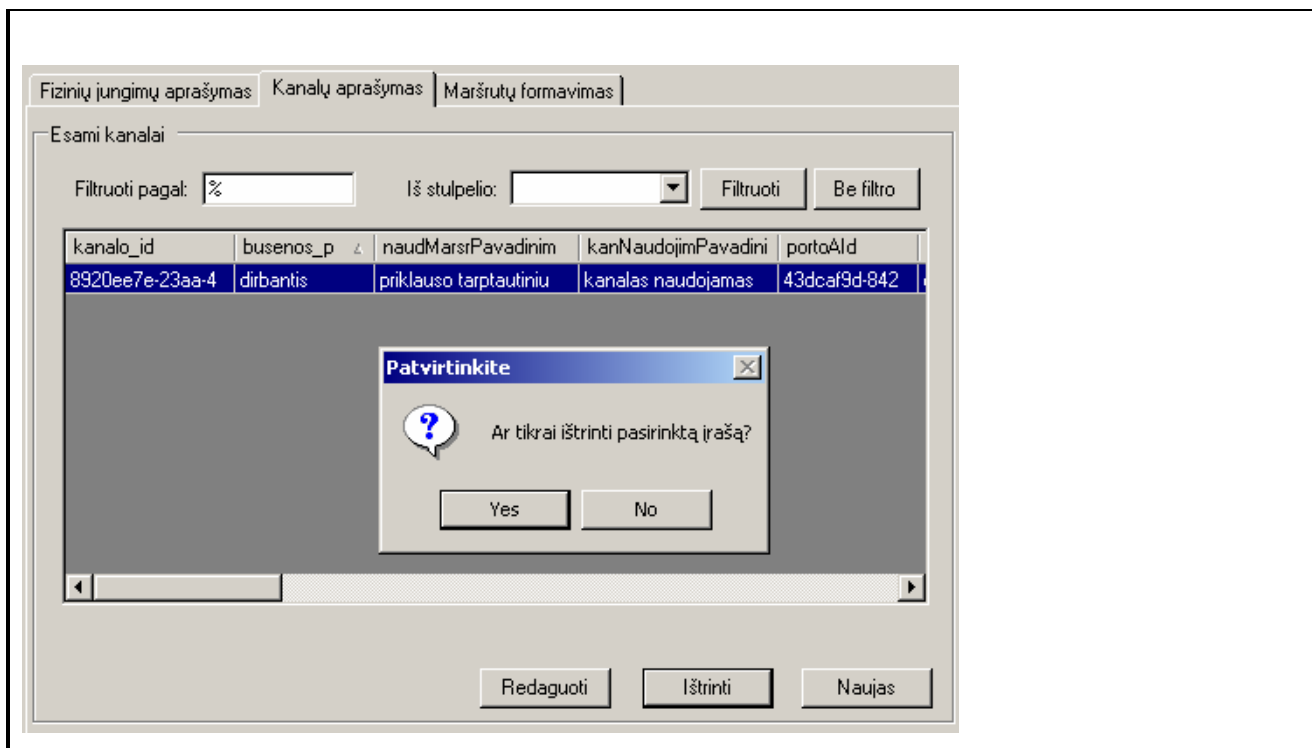 Fizinių jungimų aprašymas Kanalų aprašymas Maršrutų formavimas
Esami kanalai
Filtruoti pagal: % Iš stulpelio: Filtruoti Be filtro
kanalo_id busenos_p naudMarsrPavadinim kanNaudojimPavadini portoAId
8920ee7e-23aa-4 dirbantis priklauso tarptautiniu kanalas naudojamas 43dcaf9d-842
Patvirtinkite
Ar tikrai ištrinti pasirinktą įrašą?
Yes No
Redaguoti Ištrinti Naujas